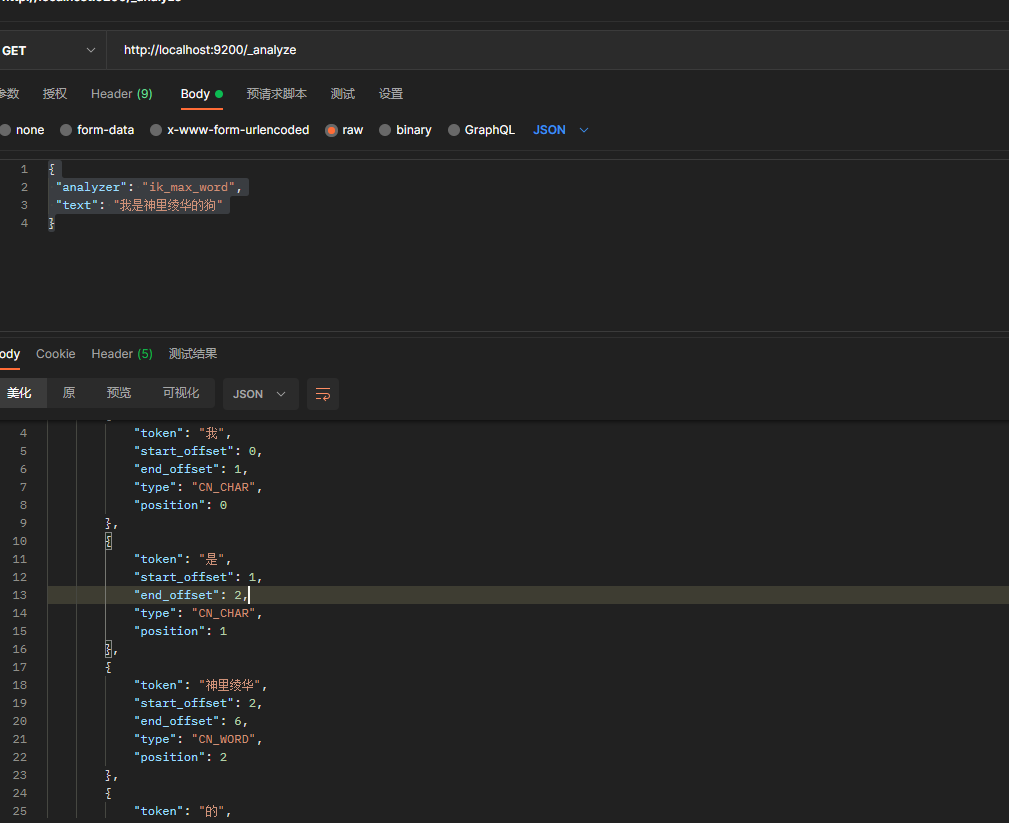 GET http://localhost:9200/_analyze
参数 授权 Header (9) Body 预请求脚本 测试 设置
none form-data x-www-form-urlencoded raw binary GraphQL JSON
1 {
2 "analyzer": "ik_max_word",
3 "text": "我是神里绫华的狗"
4 }
ody Cookie Header (5) 测试结果
美化 原 预览 可视化 JSON
4 "token": "我",
5 "start_offset": 0,
6 "end_offset": 1,
7 "type": "CN_CHAR",
8 "position": 0
9 },
10 {
11 "token": "是",
12 "start_offset": 1,
13 "end_offset": 2,
14 "type": "CN_CHAR",
15 "position": 1
16 },
17 {
18 "token": "神里绫华",
19 "start_offset": 2,
20 "end_offset": 6,
21 "type": "CN_WORD",
22 "position": 2
23 },
24 {
25 "token": "的",